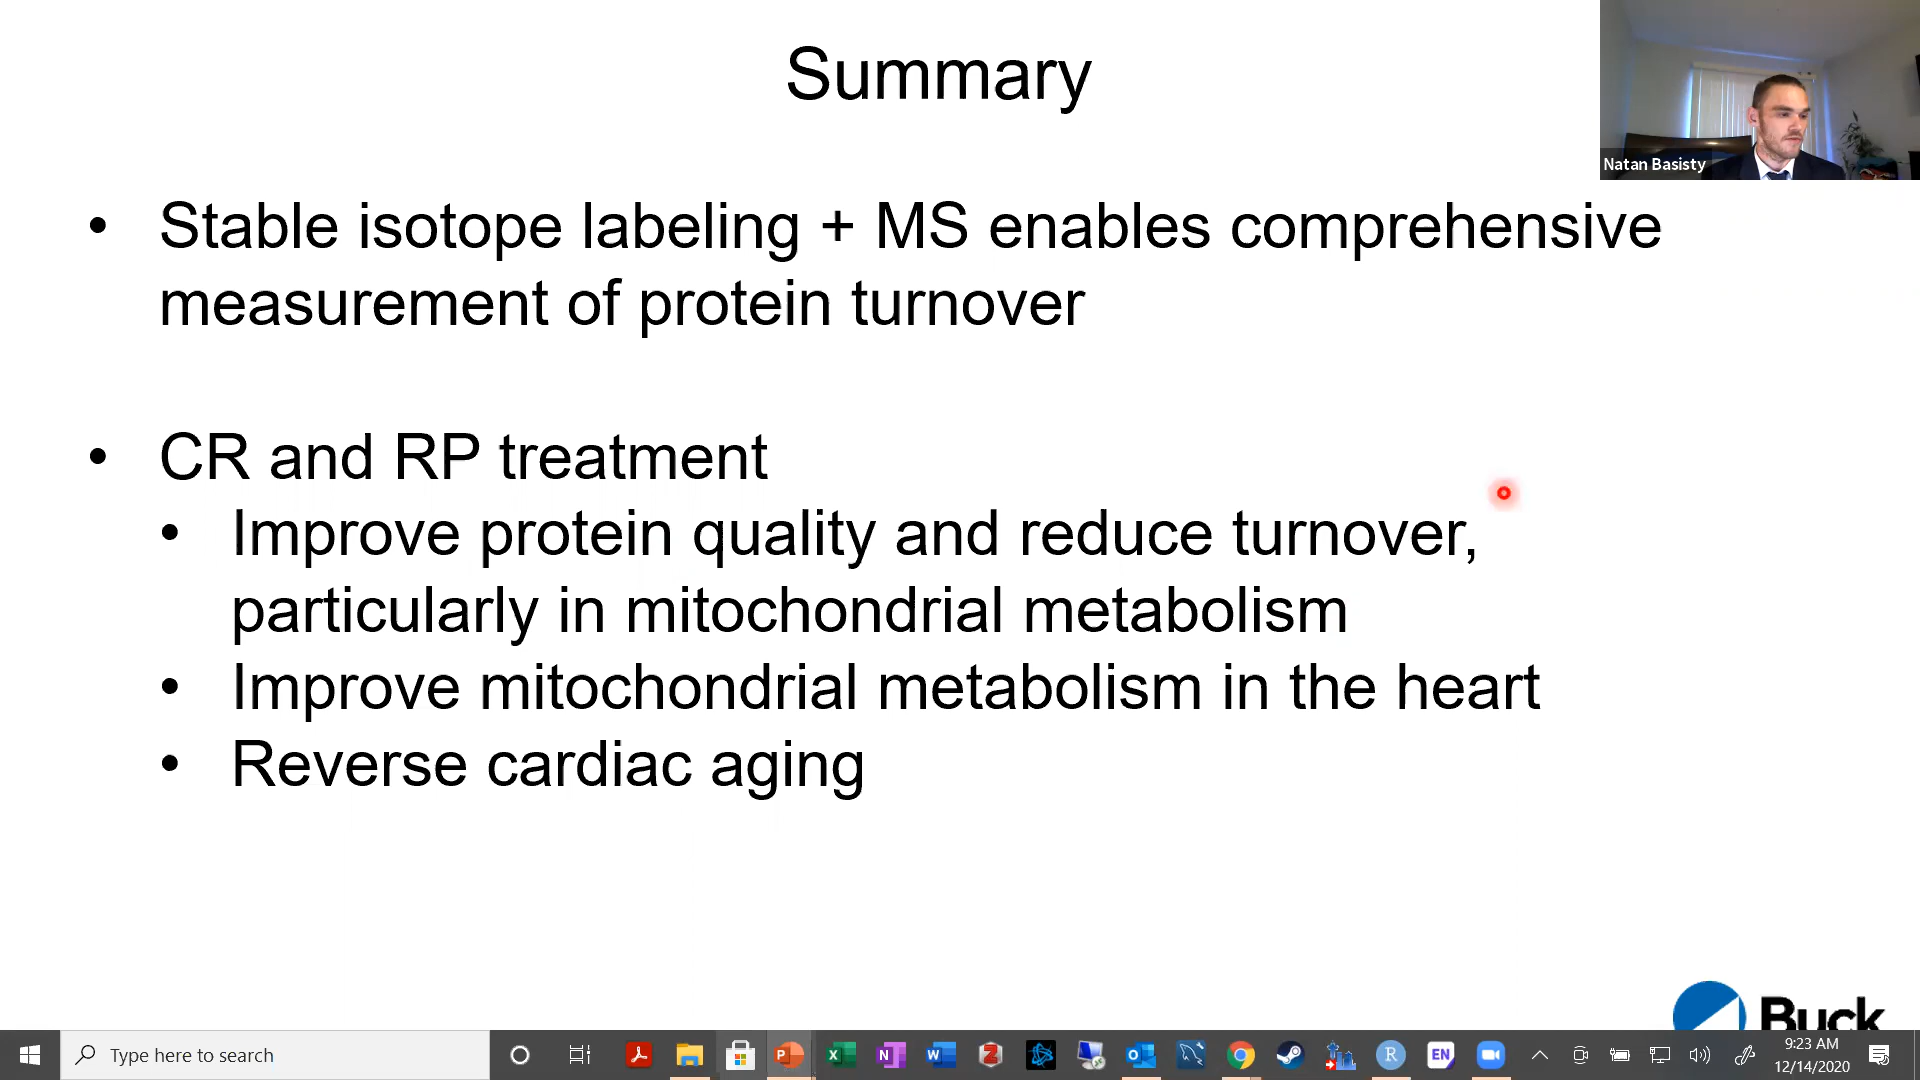 Summary
Natan Basisty
• Stable isotope labeling + MS enables comprehensive
measurement of protein turnover
• CR and RP treatment
• Improve protein quality and reduce turnover,
particularly in mitochondrial metabolism
• Improve mitochondrial metabolism in the heart
• Reverse cardiac aging
Buck
Type here to search
EN
9:23 AM
12/14/2020